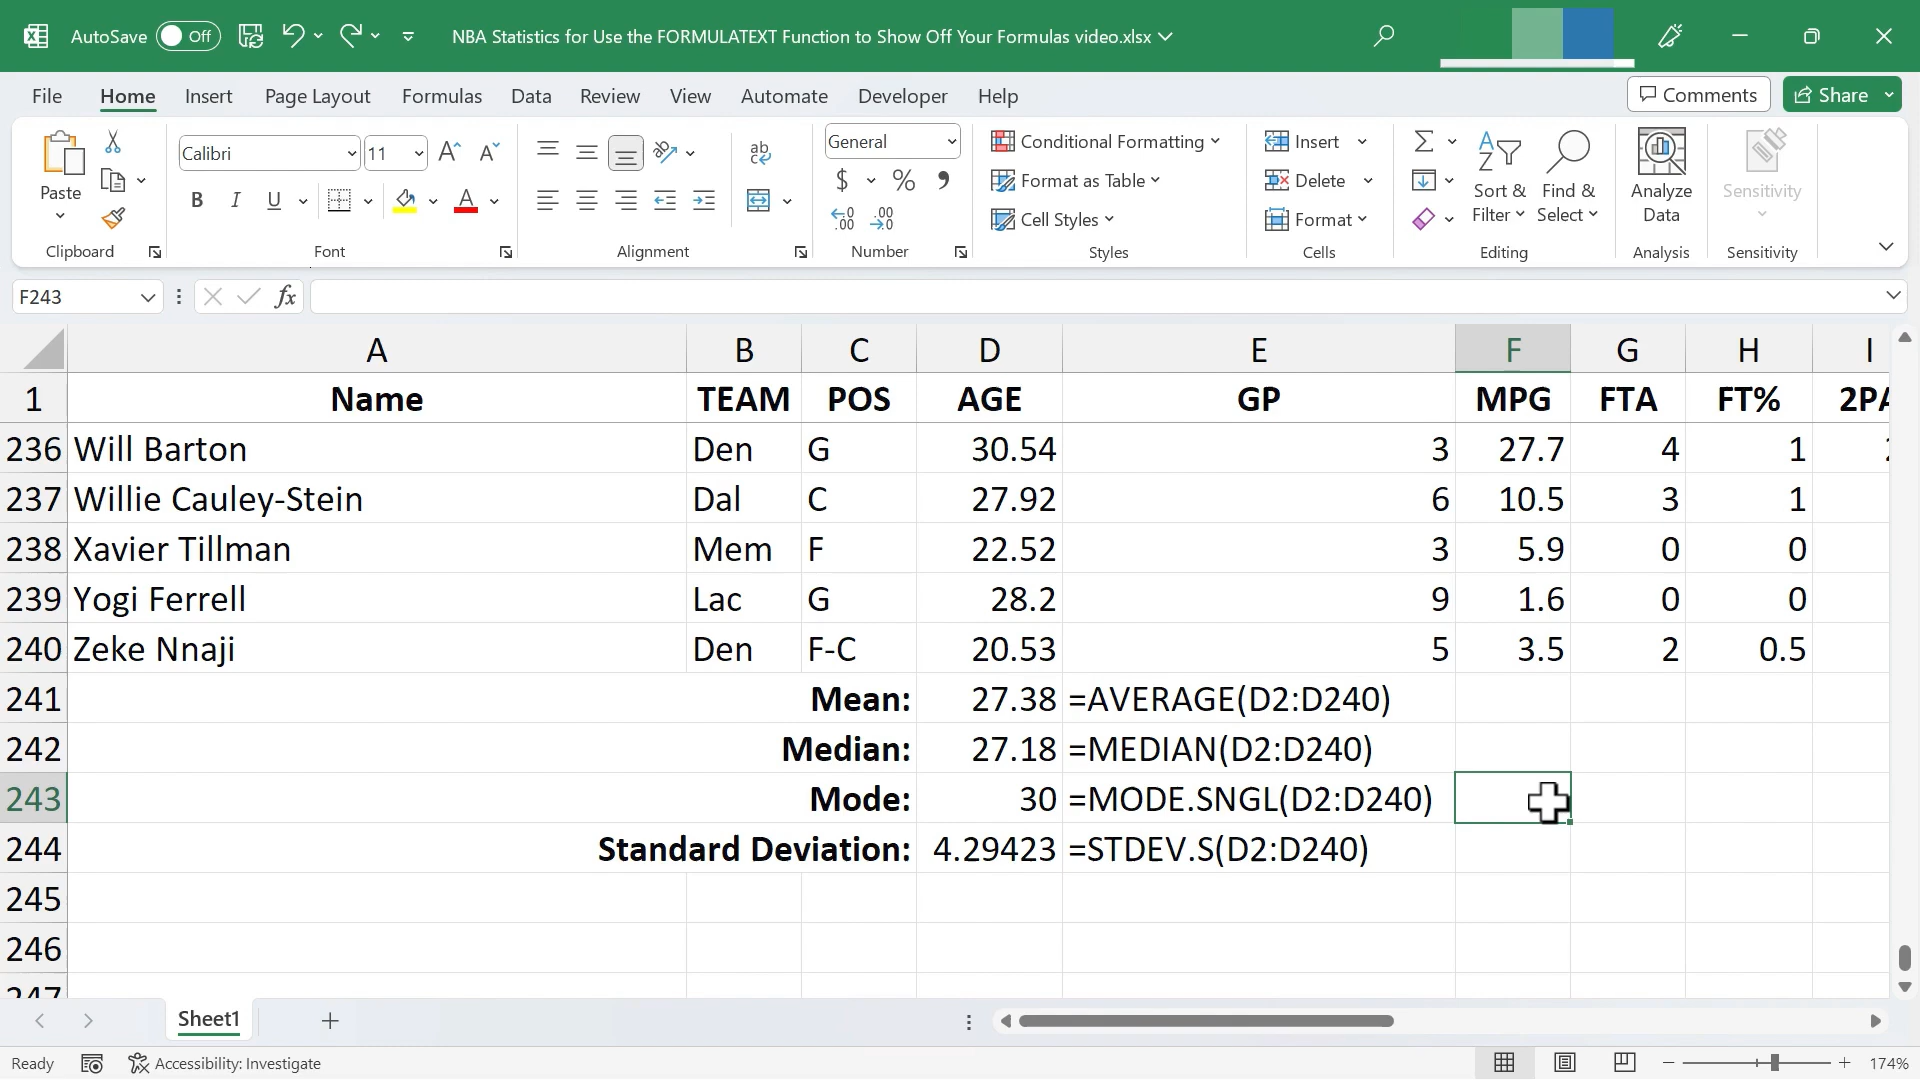 AutoSave Off NBA Statistics for Use the FORMULATEXT Function to Show Off Your Formulas video.xlsx
File Home Insert Page Layout Formulas Data Review View Automate Developer Help Comments Share
Paste
Clipboard
Calibri 11
B I U A
Font
ab
Alignment
General
$ % 9
Number
Conditional Formatting
Format as Table
Cell Styles
Styles
Insert
Delete
Format
Cells
Sort & Filter
Find & Select
Editing
Analyze Data
Analysis
Sensitivity
Sensitivity
F243 fx
A B C D E F G H I
1 Name TEAM POS AGE GP MPG FTA FT%
236 Will Barton Den G 30.54 3 27.7 4 1
237 Willie Cauley-Stein Dal C 27.92 6 10.5 3 1
238 Xavier Tillman Mem F 22.52 3 5.9 0 0
239 Yogi Ferrell Lac G 28.2 9 1.6 0 0
240 Zeke Nnaji Den F-C 20.53 5 3.5 2 0.5
241 Mean: 27.38 =AVERAGE(D2:D240)
242 Median: 27.18 =MEDIAN(D2:D240)
243 Mode: 30 =MODE.SNGL(D2:D240)
244 Standard Deviation: 4.29423 =STDEV.S(D2:D240)
245
246
247
Sheet1
Ready Accessibility: Investigate 174%